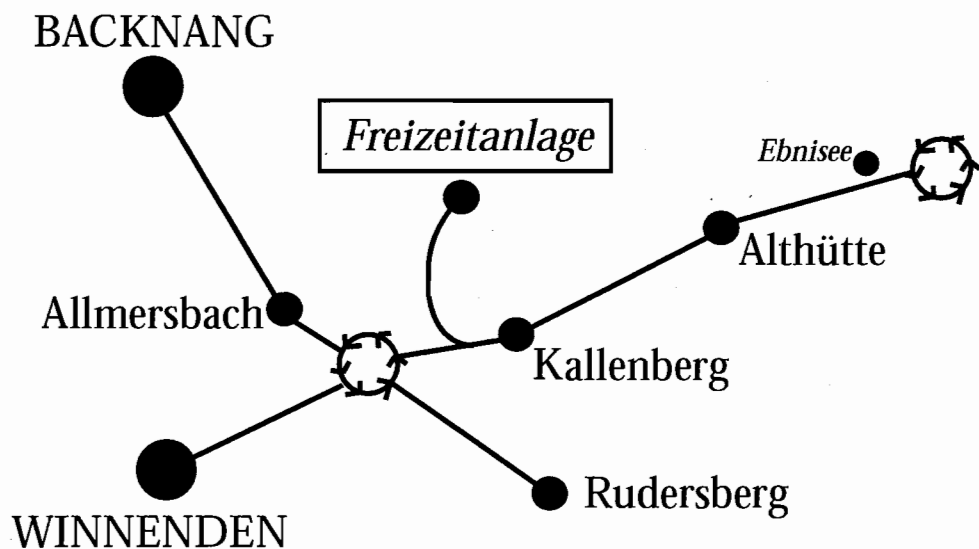 BACKNANG
Freizeitanlage
Ebnisee
Althütte
Allmersbach
Kallenberg
Rudersberg
WINNENDEN